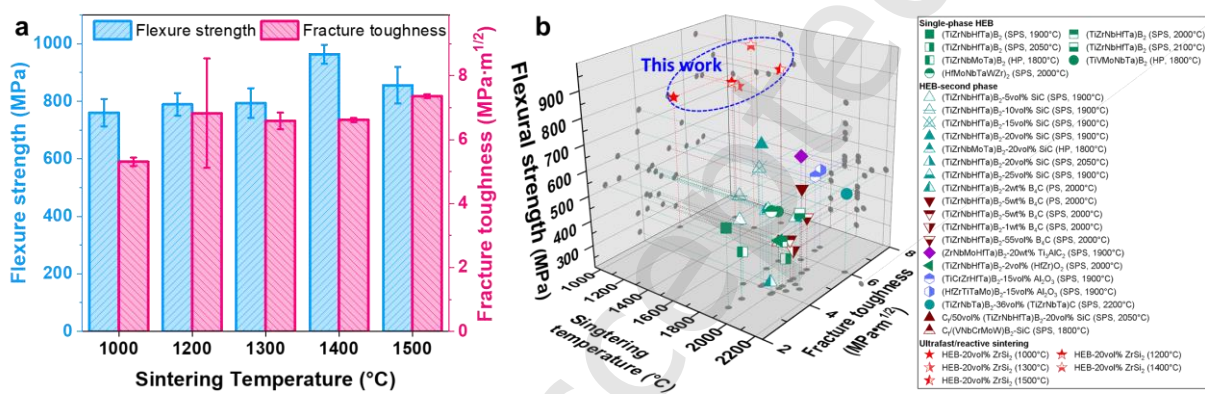 a
Flexure strength
Fracture toughness
Flexure strength (MPa)
1000
800
600
400
200
0
Fracture toughness (MPa·m1/2)
8
6
4
2
0
1000 1200 1300 1400 1500
Sintering Temperature (°C)
b
This work
Flexural strength (MPa)
900
800
700
600
500
400
300
1000
1200
1400
1600
1800
2000
2200
Singtering
temperature (°C)
2
4
6
8
Fracture toughness
(MPa•m1/2)
Single-phase HEB
(TiZrNbHfTa)B2 (SPS, 1900°C) (TiZrNbHfTa)B2 (SPS, 2000°C)
(TiZrNbHfTa)B2 (SPS, 2050°C) (TiZrNbHfTa)B2 (SPS, 2100°C)
(TiZrNbMoTa)B2 (HP, 1800°C) (TiVMoNbTa)B2 (HP, 1800°C)
(HfMoNbTaWZr)2 (SPS, 2000°C)
HEB-second phase
(TiZrNbHfTa)B2-5vol% SiC (SPS, 1900°C)
(TiZrNbHfTa)B2-10vol% SiC (SPS, 1900°C)
(TiZrNbHfTa)B2-15vol% SiC (SPS, 1900°C)
(TiZrNbHfTa)B2-20vol% SiC (SPS, 1900°C)
(TiZrNbMoTa)B2-20vol% SiC (HP, 1800°C)
(TiZrNbHfTa)B2-20vol% SiC (SPS, 2050°C)
(TiZrNbHfTa)B2-25vol% SiC (SPS, 1900°C)
(TiZrNbHfTa)B2-2wt% B4C (PS, 2000°C)
(TiZrNbHfTa)B2-5wt% B4C (PS, 2000°C)
(TiZrNbHfTa)B2-5wt% B4C (SPS, 2000°C)
(TiZrNbHfTa)B2-1wt% B4C (SPS, 2000°C)
(TiZrNbHfTa)B2-55vol% B4C (SPS, 2000°C)
(ZrNbMoHfTa)B2-20wt% Ti3AlC2 (SPS, 1900°C)
(TiZrNbHfTa)B2-2vol% (HfZr)O2 (SPS, 2000°C)
(TiCrZrHfTa)B2-15vol% Al2O3 (SPS, 1900°C)
(HfZrTiTaMo)B2-15vol% Al2O3 (SPS, 1900°C)
(TiZrNbTa)B2-36vol% (TiZrNbTa)C (SPS, 2200°C)
Cf/50vol% (TiZrNbHfTa)B2-20vol% SiC (SPS, 2050°C)
Cf/(VNbCrMoW)B2-SiC (SPS, 1800°C)
Ultrafast/reactive sintering
HEB-20vol% ZrSi2 (1000°C) HEB-20vol% ZrSi2 (1200°C)
HEB-20vol% ZrSi2 (1300°C) HEB-20vol% ZrSi2 (1400°C)
HEB-20vol% ZrSi2 (1500°C)